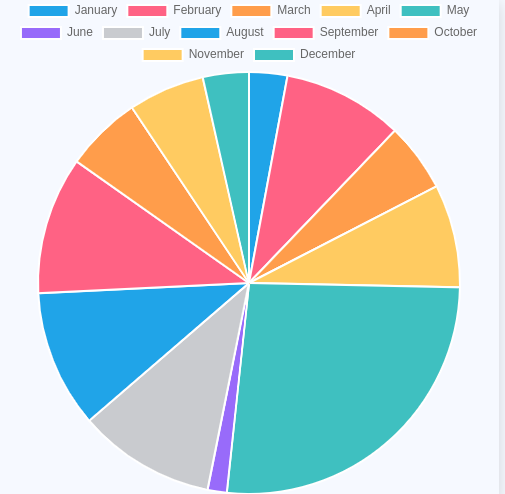 January February March April May
June July August September October
November December